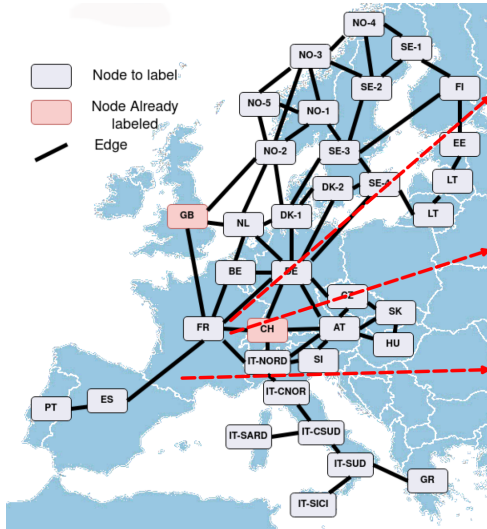 Node to label
Node Already
labeled
Edge
NO-4
SE-1
NO-3
SE-2
FI
NO-5
NO-1
EE
NO-2
SE-3
LT
DK-2
SE-4
LT
GB
NL
DK-1
BE
DE
CZ
SK
FR
CH
AT
HU
IT-NORD
SI
IT-CNOR
ES
PT
IT-SARD
IT-CSUD
IT-SUD
GR
IT-SICI